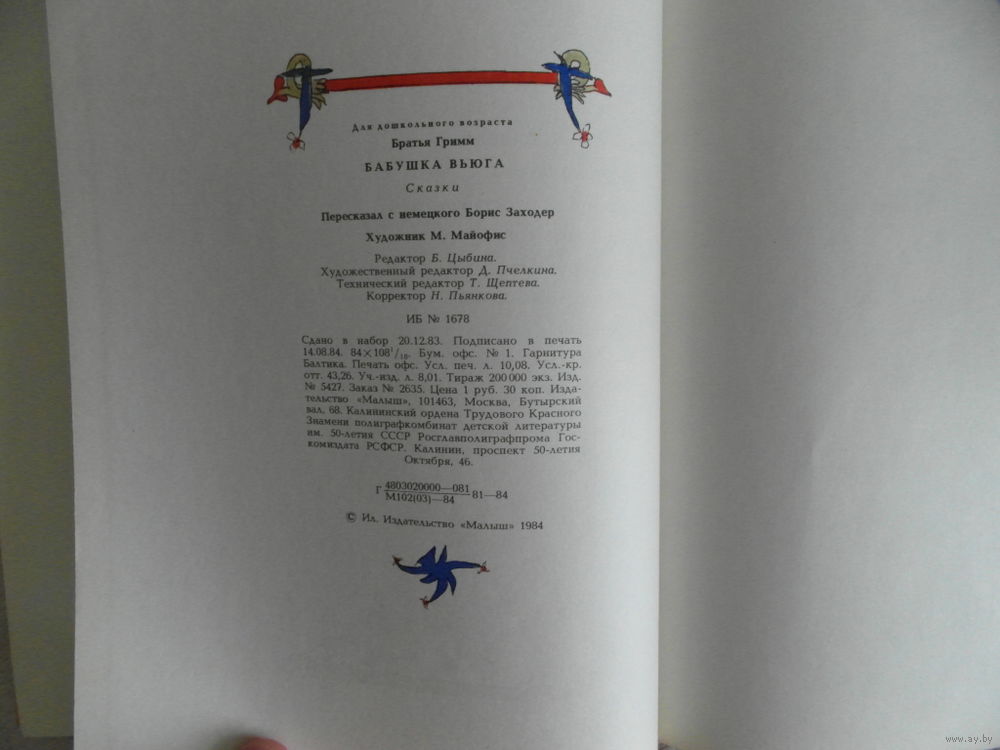 Для дошкольного возраста
Братья Гримм
БАБУШКА ВЬЮГА
Сказки
Пересказал с немецкого Борис Заходер
Художник М. Майофис
Редактор Б. Цыбина.
Художественный редактор Д. Пчелкина.
Технический редактор Т. Щептева.
Корректор Н. Пьянкова.
ИБ № 1678
Сдано в набор 20.12.83. Подписано в печать
14.08.84. 84×108¹/₁₆. Бум. офс. № 1. Гарнитура
Балтика. Печать офс. Усл. печ. л. 10,08. Усл.-кр.
отт. 43,26. Уч.-изд. л. 8,01. Тираж 200 000 экз. Изд.
№ 5427. Заказ № 2635. Цена 1 руб. 30 коп. Изда-
тельство «Малыш», 101463, Москва, Бутырский
вал, 68. Калининский ордена Трудового Красного
Знамени полиграфкомбинат детской литературы
им. 50-летия СССР Росглавполиграфпрома Гос-
комиздата РСФСР. Калинин, проспект 50-летия
Октября, 46.
Г 4803020000—081
М102(03)—84 81—84
© Ил. Издательство «Малыш» 1984
www.ay.by